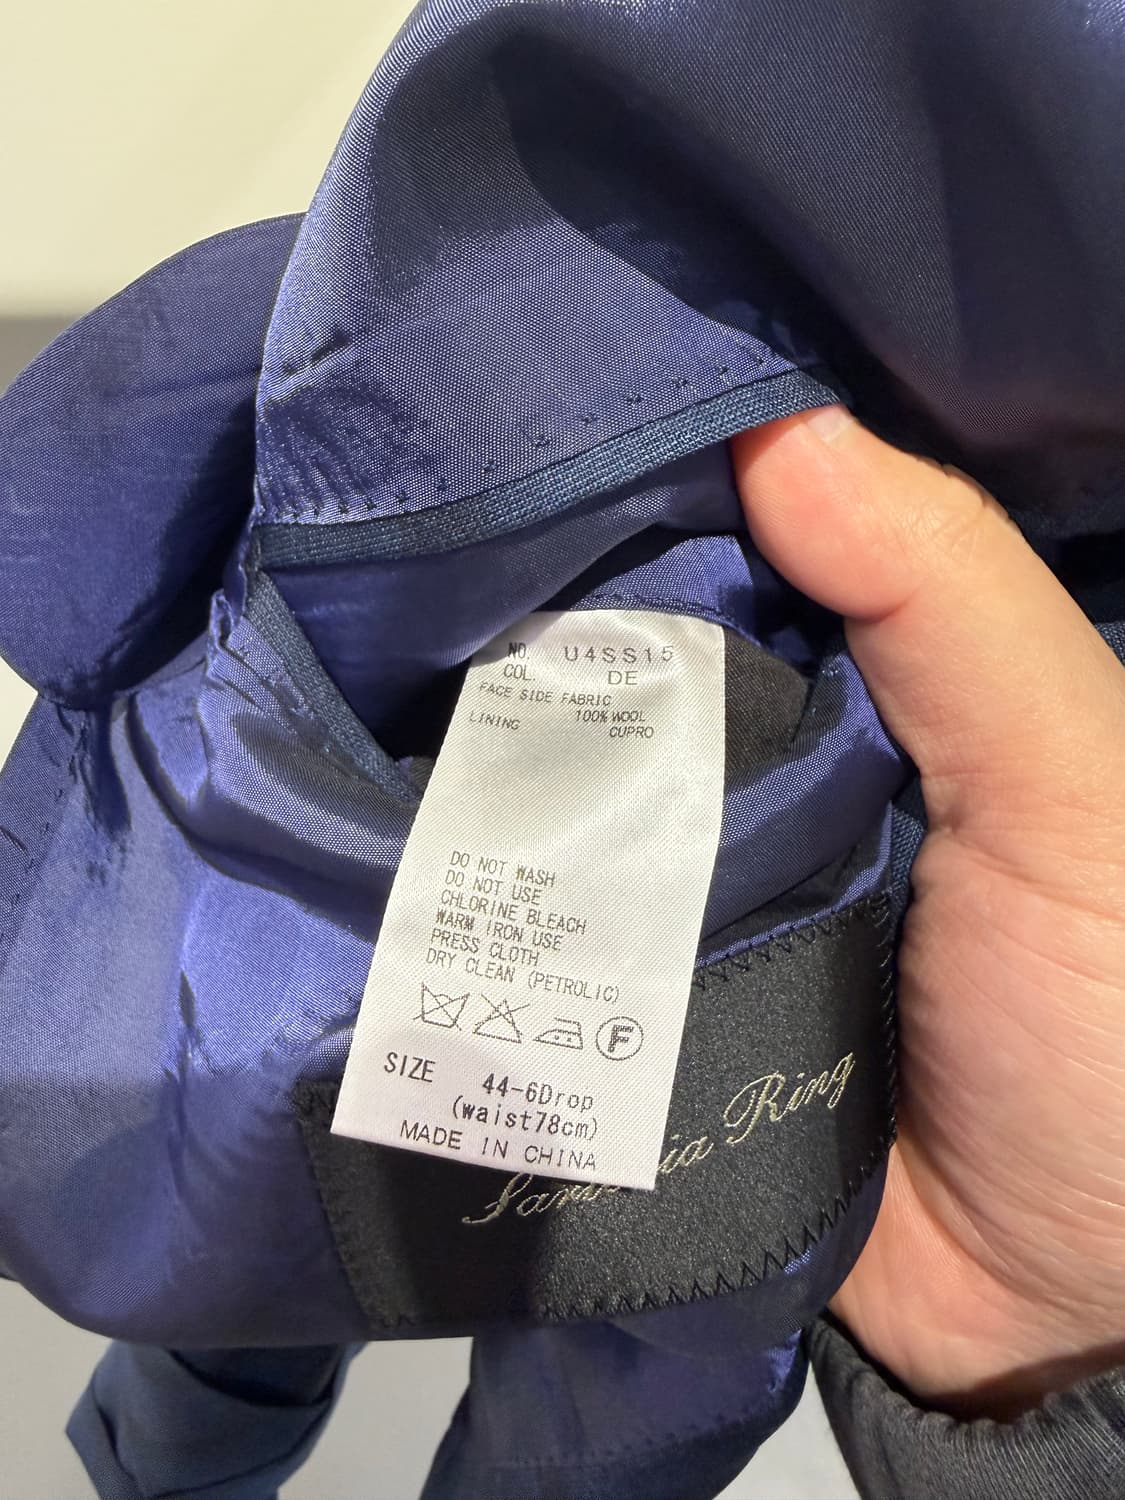 NO. U4SS15
COL. DE
FACE SIDE FABRIC
100% WOOL
LINING CUPRO
DO NOT WASH
DO NOT USE
CHLORINE BLEACH
WARM IRON USE
PRESS CLOTH
DRY CLEAN (PETROLIC)
F
SIZE 44-6Drop
(waist78cm)
MADE IN CHINA
Ring